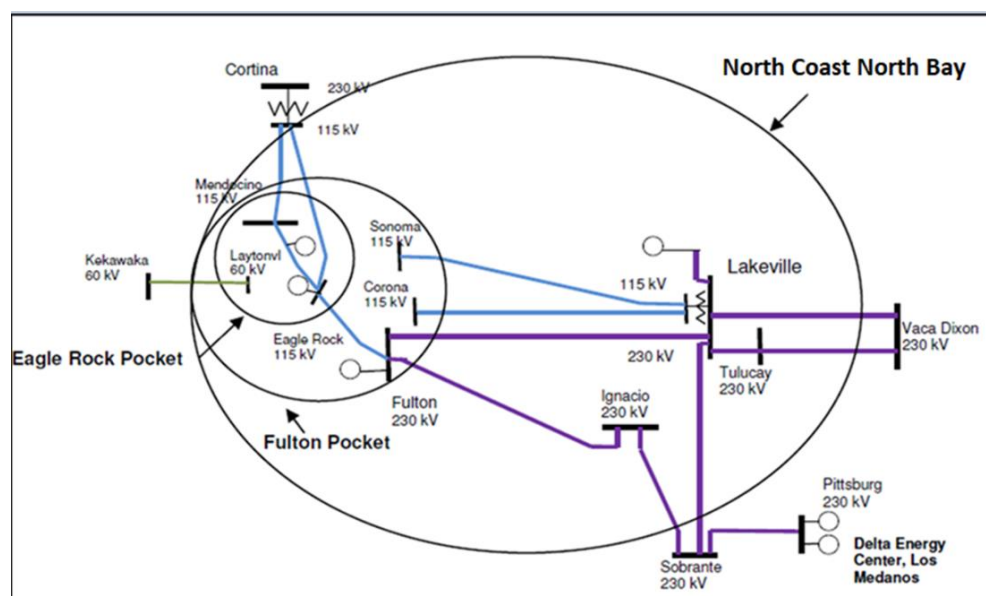 Cortina
230 kV
115 kV
North Coast North Bay
Mendocino
115 kV
Sonoma
115 kV
Kekawaka
60 kV
Laytonvl
60 kV
Corona
115 kV
115 kV
Lakeville
Eagle Rock Pocket
Eagle Rock
115 kV
230 kV
Tulucay
230 kV
Vaca Dixon
230 kV
Fulton
230 kV
Fulton Pocket
Ignacio
230 kV
Pittsburg
230 kV
Delta Energy
Center, Los
Medanos
Sobrante
230 kV